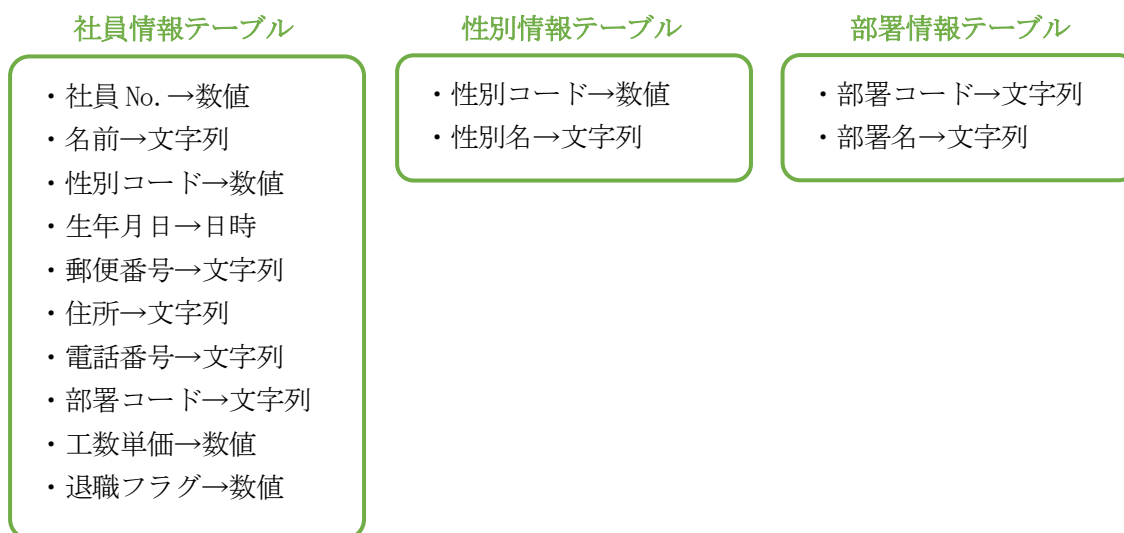 社員情報テーブル
・社員 No.→数値
・名前→文字列
・性別コード→数値
・生年月日→日時
・郵便番号→文字列
・住所→文字列
・電話番号→文字列
・部署コード→文字列
・工数単価→数値
・退職フラグ→数値
性別情報テーブル
・性別コード→数値
・性別名→文字列
部署情報テーブル
・部署コード→文字列
・部署名→文字列